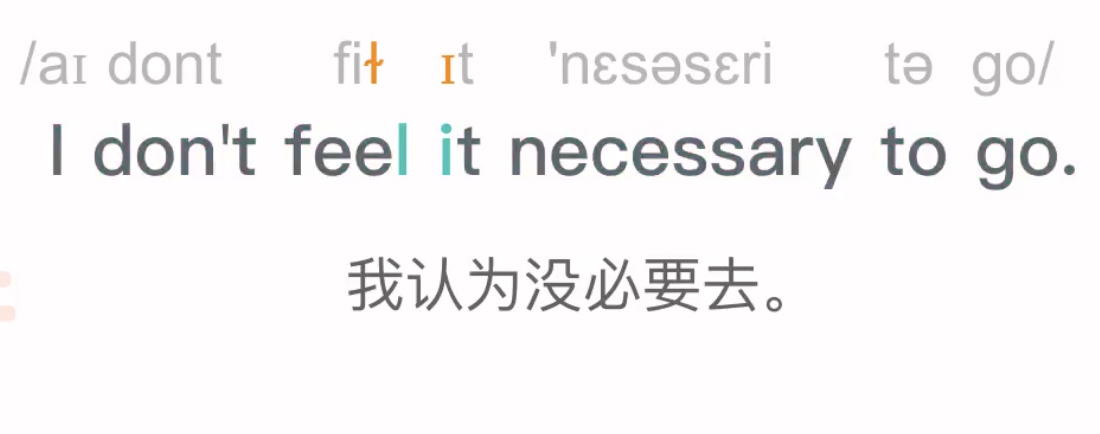 /aɪ dont fiɫ ɪt 'nɛsəsɛri tə go/
I don't feel it necessary to go.
我认为没必要去。